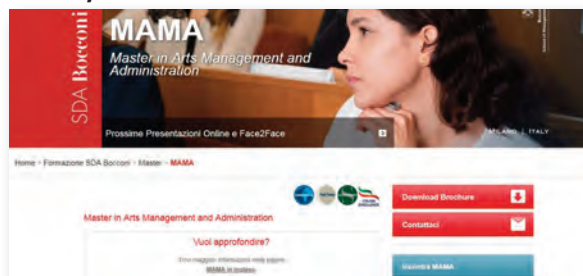 SDA Bocconi
MAMA
Master in Arts Management and
Administration
Prossime Presentazioni Online e Face2Face
MILANO | ITALY
Home - Formazione SDA Bocconi - Master - MAMA
Download Brochure
Master in Arts Management and Administration
Contattaci
Vuoi approfondire?
MAMA in inglese
Incontra MAMA